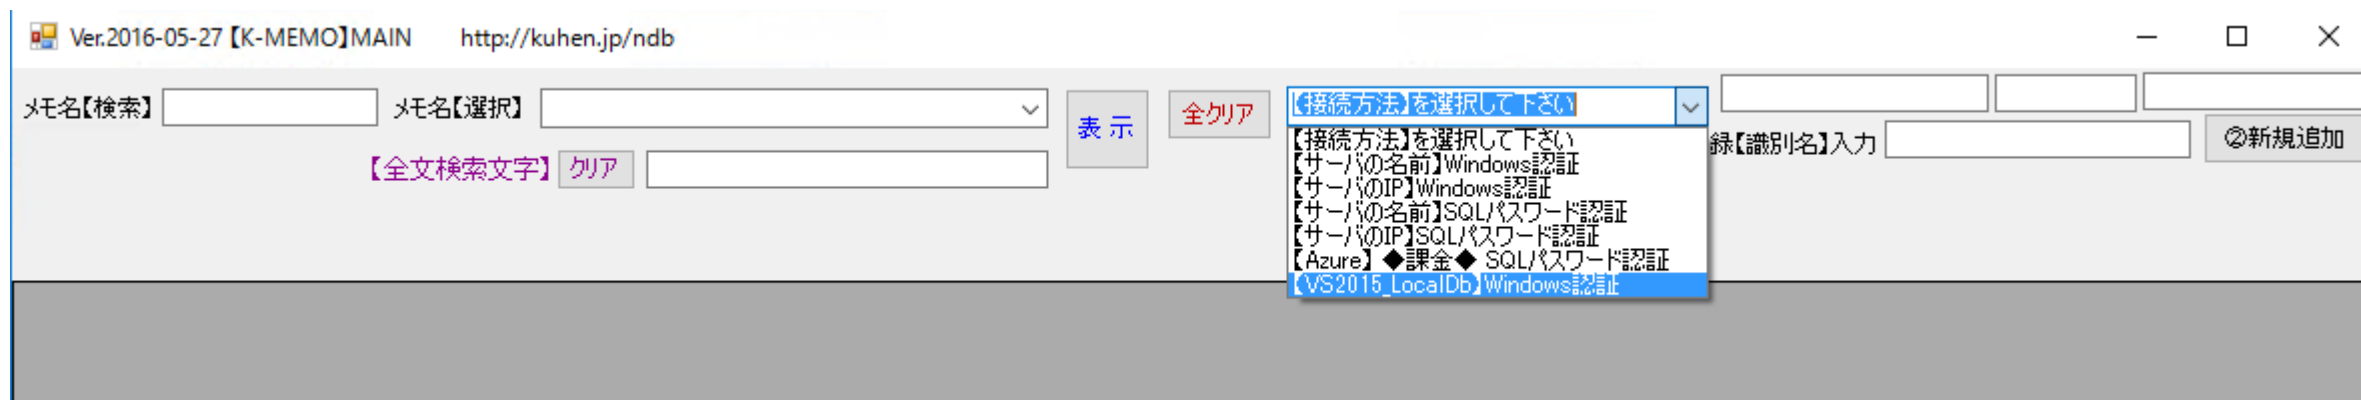 Ver.2016-05-27【K-MEMO】MAIN http://kuhen.jp/ndb
メモ名【検索】 メモ名【選択】
表 示
全クリア
【接続方法】を選択して下さい
【全文検索文字】 クリア
【接続方法】を選択して下さい
【サーバの名前】Windows認証
【サーバのIP】Windows認証
【サーバの名前】SQLパスワード認証
【サーバのIP】SQLパスワード認証
【Azure】◆課金◆ SQLパスワード認証
【VS2015_LocalDb】Windows認証
録【識別名】入力
②新規追加